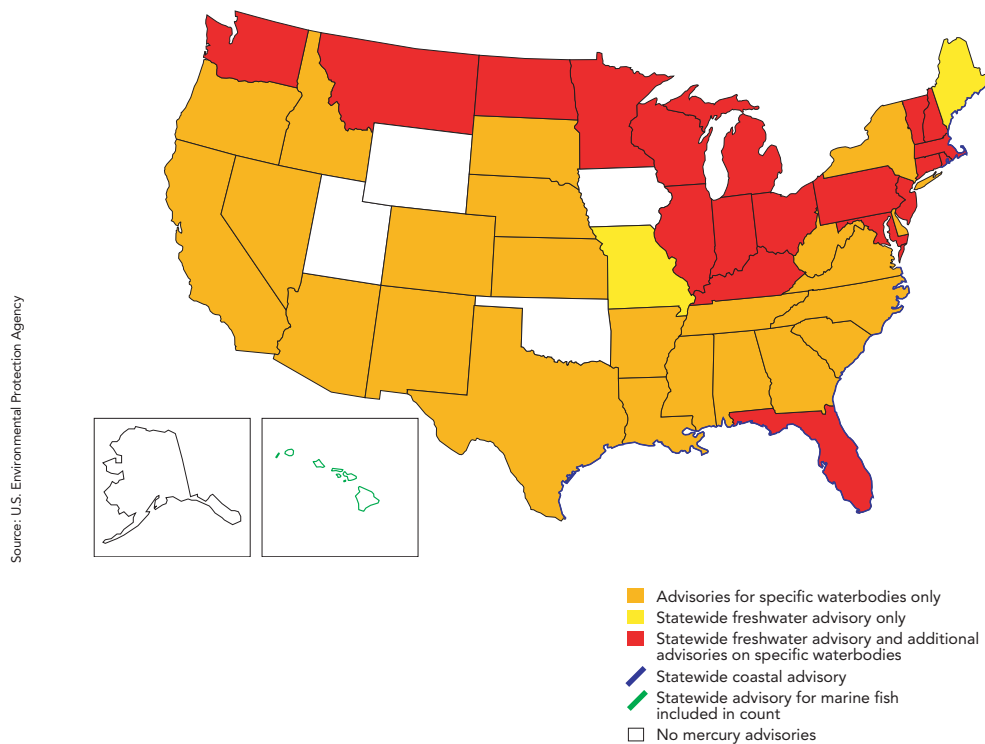 Source: U.S. Environmental Protection Agency
Advisories for specific waterbodies only
Statewide freshwater advisory only
Statewide freshwater advisory and additional
advisories on specific waterbodies
Statewide coastal advisory
Statewide advisory for marine fish
included in count
No mercury advisories